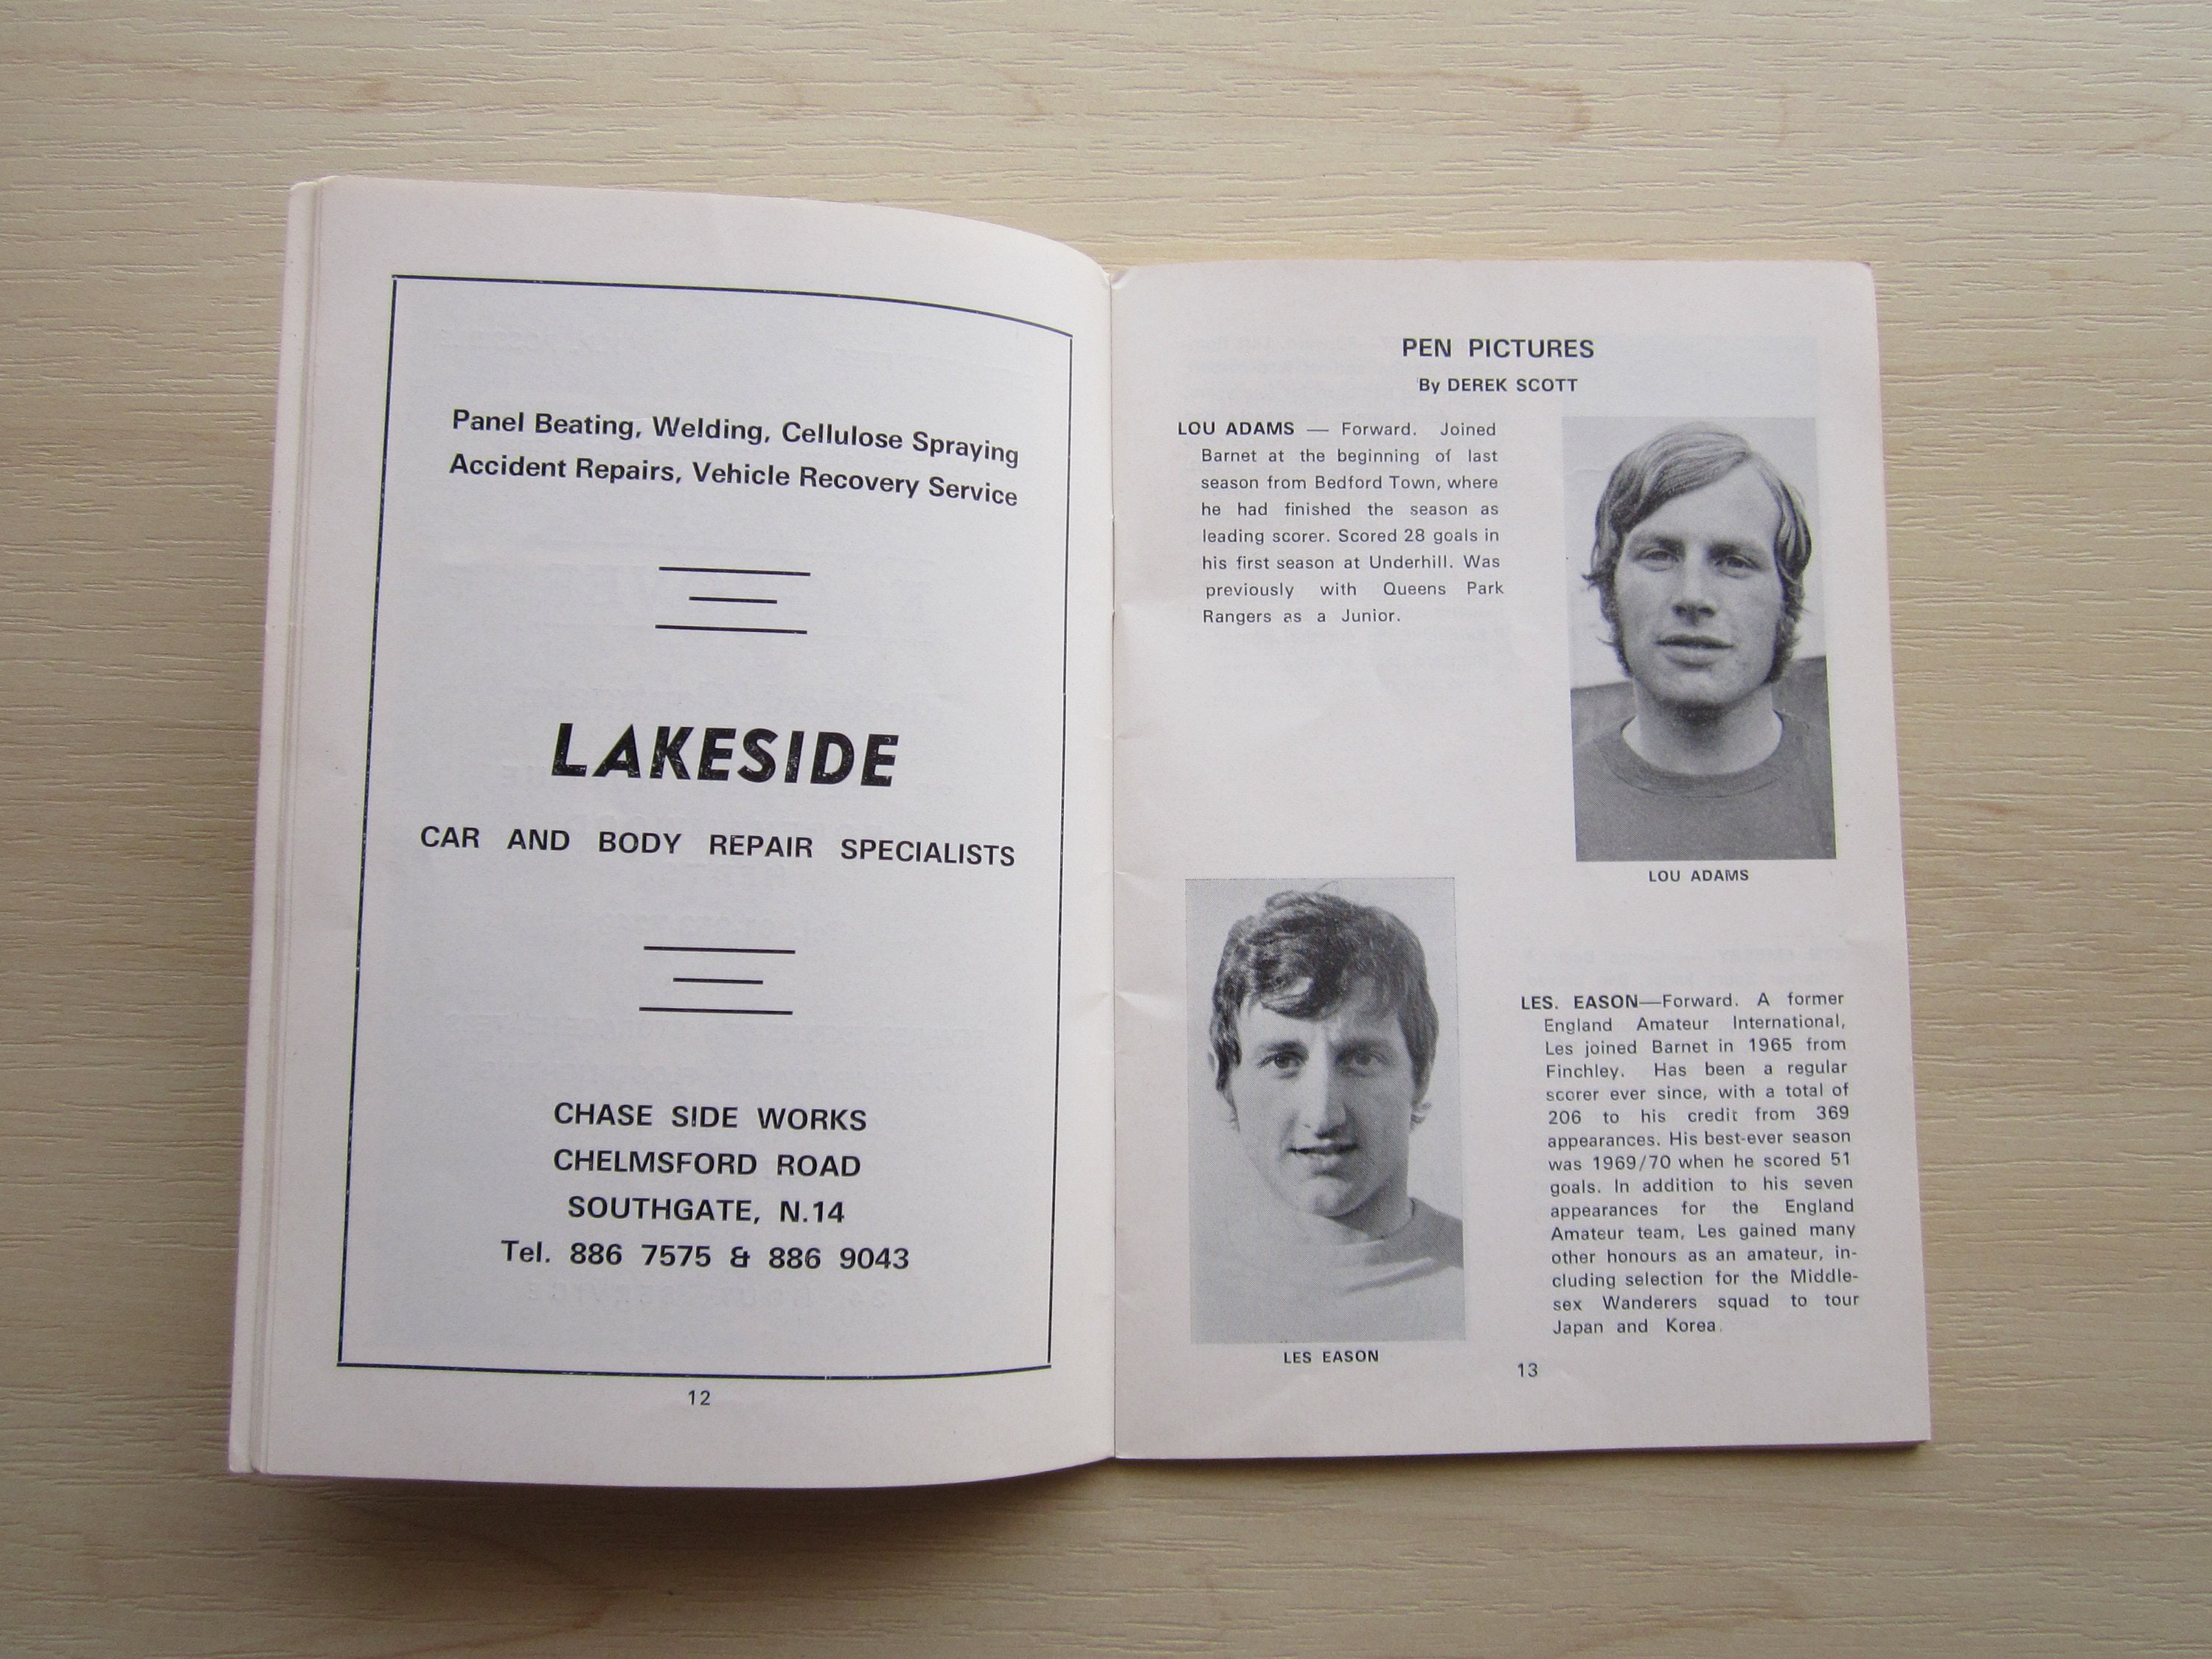 Panel Beating, Welding, Cellulose Spraying
Accident Repairs, Vehicle Recovery Service
LAKESIDE
CAR AND BODY REPAIR SPECIALISTS
CHASE SIDE WORKS
CHELMSFORD ROAD
SOUTHGATE, N.14
Tel. 886 7575 & 886 9043
12
PEN PICTURES
By DEREK SCOTT
LOU ADAMS — Forward. Joined
Barnet at the beginning of last
season from Bedford Town, where
he had finished the season as
leading scorer. Scored 28 goals in
his first season at Underhill. Was
previously with Queens Park
Rangers as a Junior.
LOU ADAMS
LES. EASON—Forward. A former
England Amateur International,
Les joined Barnet in 1965 from
Finchley. Has been a regular
scorer ever since, with a total of
206 to his credit from 369
appearances. His best-ever season
was 1969/70 when he scored 51
goals. In addition to his seven
appearances for the England
Amateur team, Les gained many
other honours as an amateur, in-
cluding selection for the Middle-
sex Wanderers squad to tour
Japan and Korea.
LES EASON
13